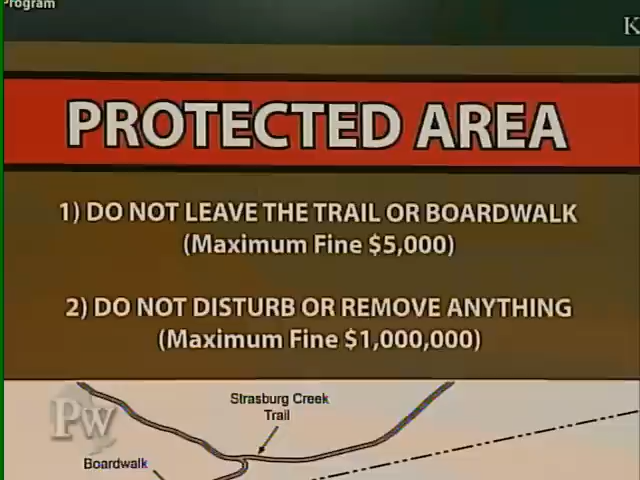 Program
K
PROTECTED AREA
1) DO NOT LEAVE THE TRAIL OR BOARDWALK
(Maximum Fine $5,000)
2) DO NOT DISTURB OR REMOVE ANYTHING
(Maximum Fine $1,000,000)
Strasburg Creek
Trail
PW
Boardwalk